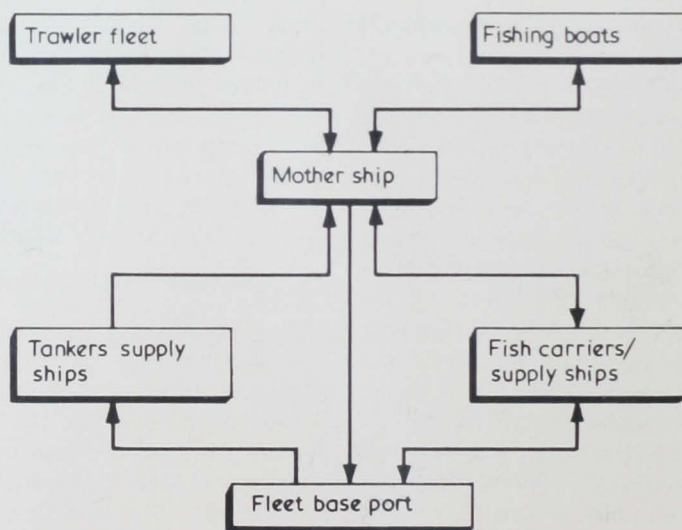 Trawler fleet
Fishing boats
Mother ship
Tankers supply
ships
Fish carriers/
supply ships
Fleet base port